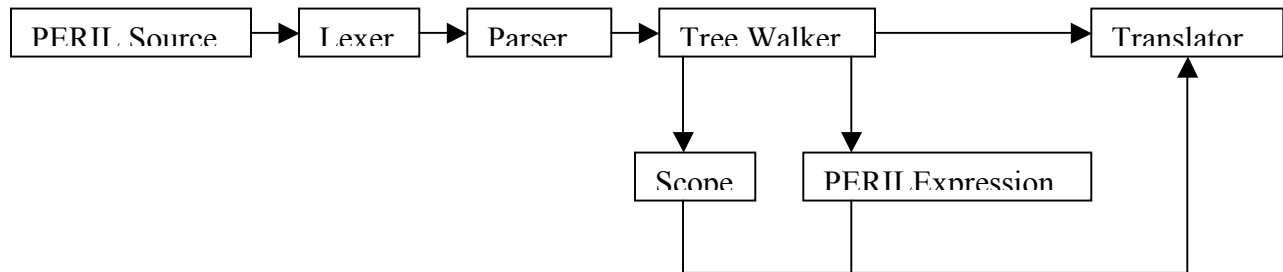 PERIL Source
Lexer
Parser
Tree Walker
Translator
Scope
PERILExpression